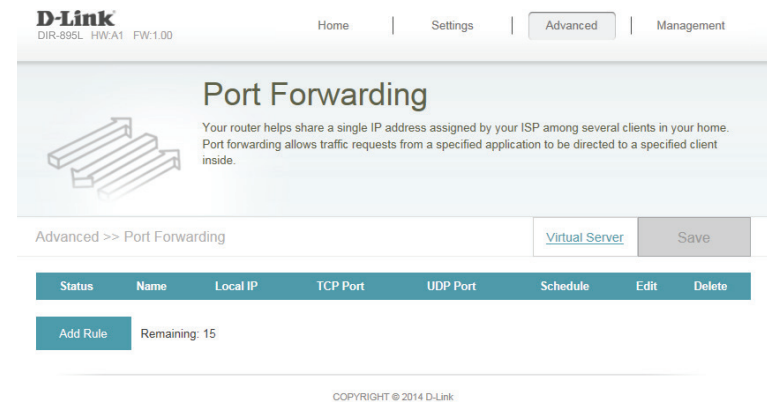 D-Link
DIR-895L HW:A1 FW:1.00
Home
Settings
Advanced
Management
Port Forwarding
Your router helps share a single IP address assigned by your ISP among several clients in your home.
Port forwarding allows traffic requests from a specified application to be directed to a specified client
inside.
Advanced >> Port Forwarding
Virtual Server
Save
Status Name Local IP TCP Port UDP Port Schedule Edit Delete
Add Rule
Remaining: 15
COPYRIGHT © 2014 D-Link